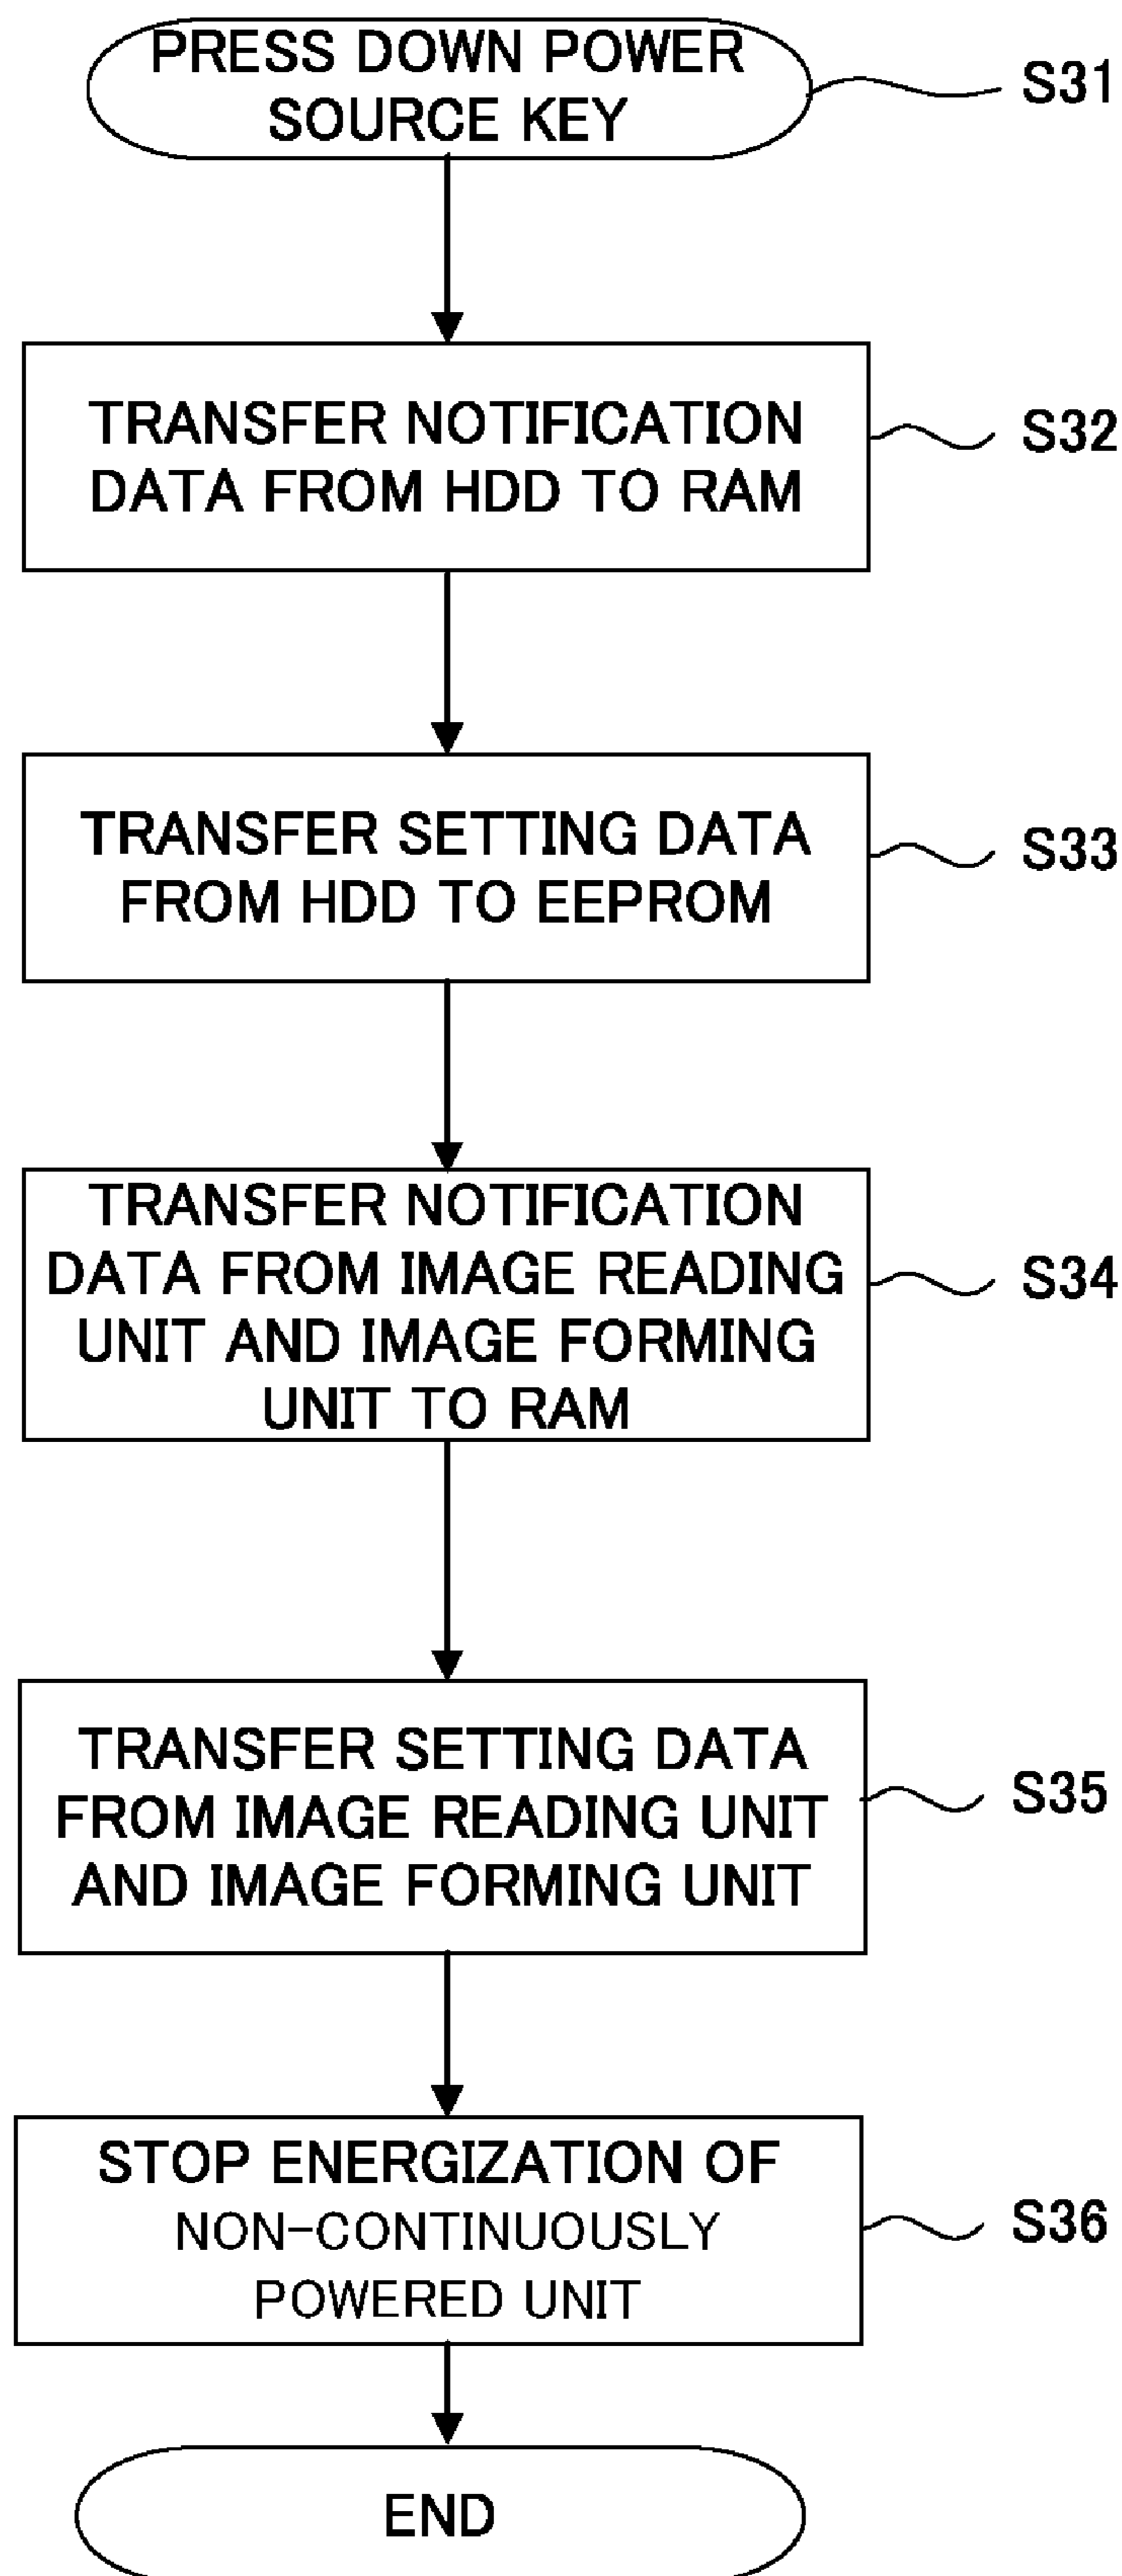 PRESS DOWN POWER
SOURCE KEY
S31
TRANSFER NOTIFICATION
DATA FROM HDD TO RAM
S32
TRANSFER SETTING DATA
FROM HDD TO EEPROM
S33
TRANSFER NOTIFICATION
DATA FROM IMAGE READING
UNIT AND IMAGE FORMING
UNIT TO RAM
S34
TRANSFER SETTING DATA
FROM IMAGE READING UNIT
AND IMAGE FORMING UNIT
S35
STOP ENERGIZATION OF
NON-CONTINUOUSLY
POWERED UNIT
S36
END